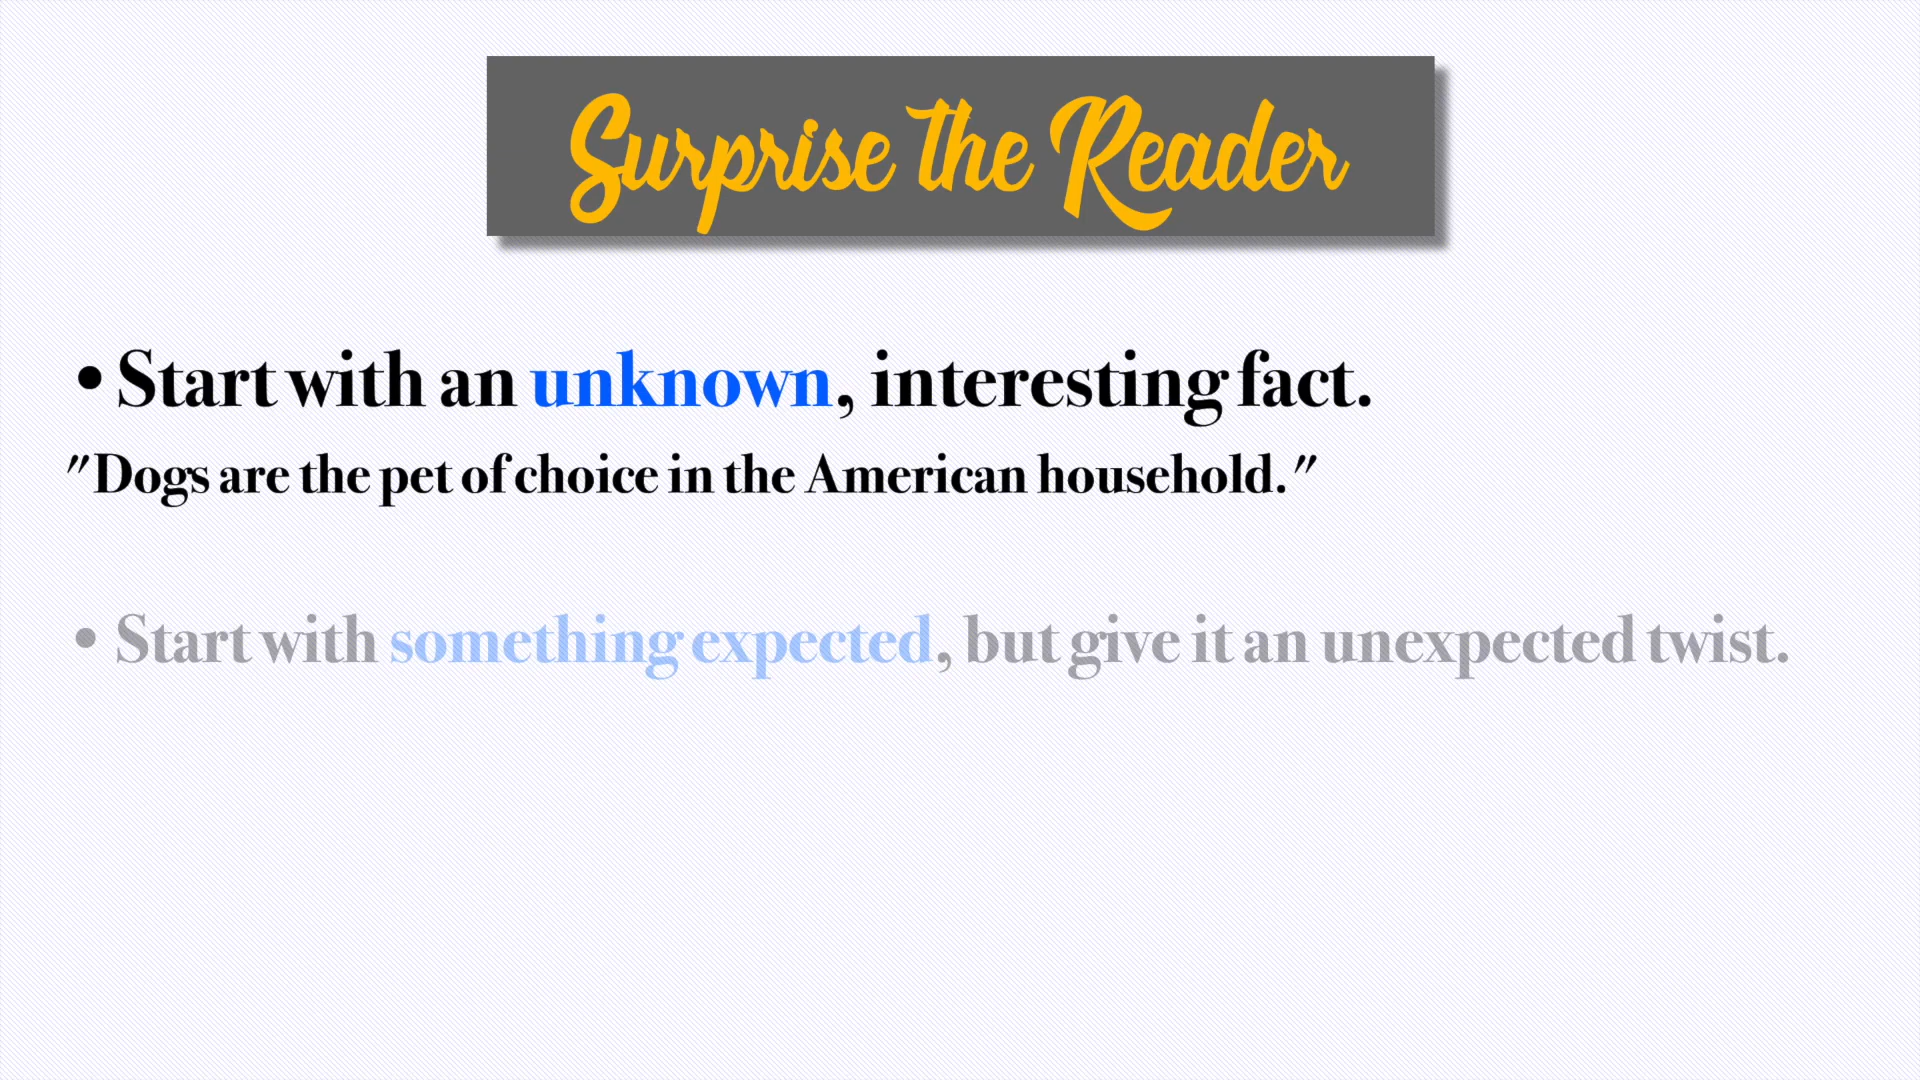 Surprise the Reader
• Start with an unknown, interesting fact.
"Dogs are the pet of choice in the American household."
• Start with something expected, but give it an unexpected twist.